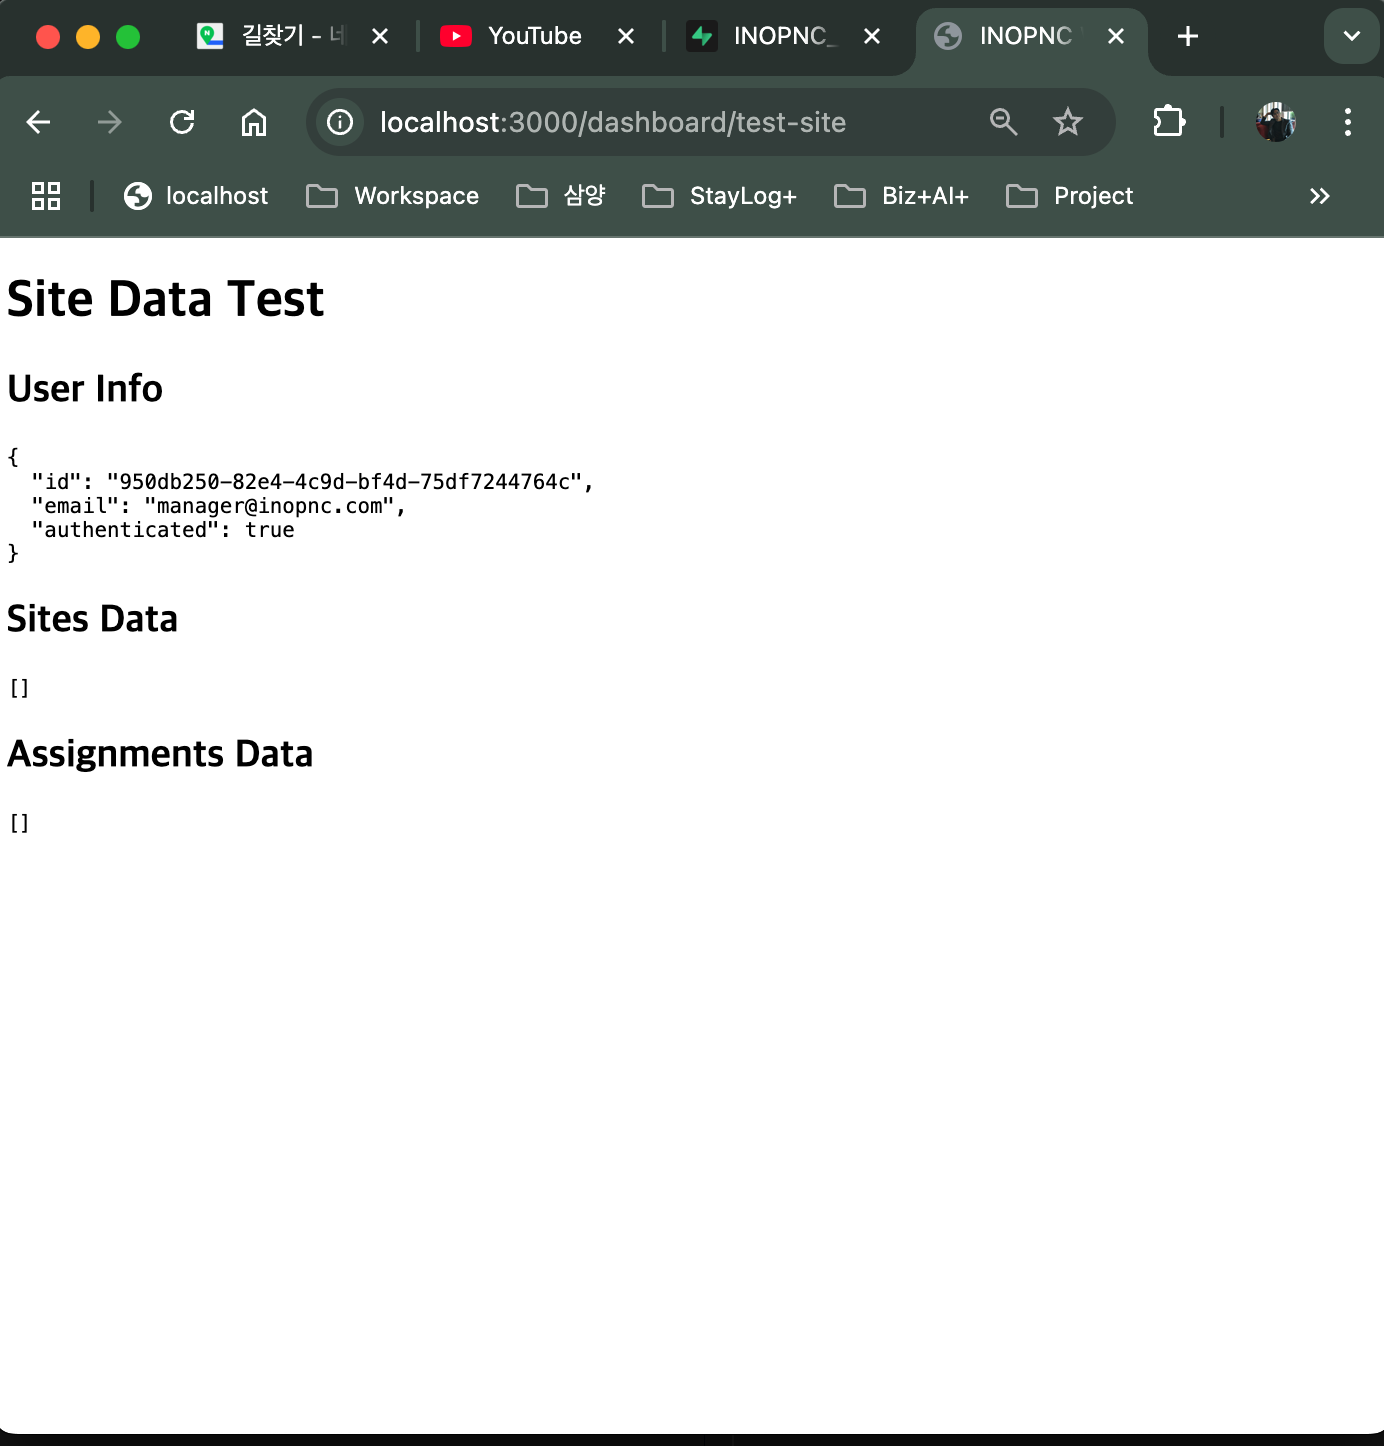 길찾기 - 네
YouTube
INOPNC_
INOPNC
localhost:3000/dashboard/test-site
localhost
Workspace
삼양
StayLog+
Biz+AI+
Project
Site Data Test
User Info
{
"id": "950db250-82e4-4c9d-bf4d-75df7244764c",
"email": "manager@inopnc.com",
"authenticated": true
}
Sites Data
[]
Assignments Data
[]